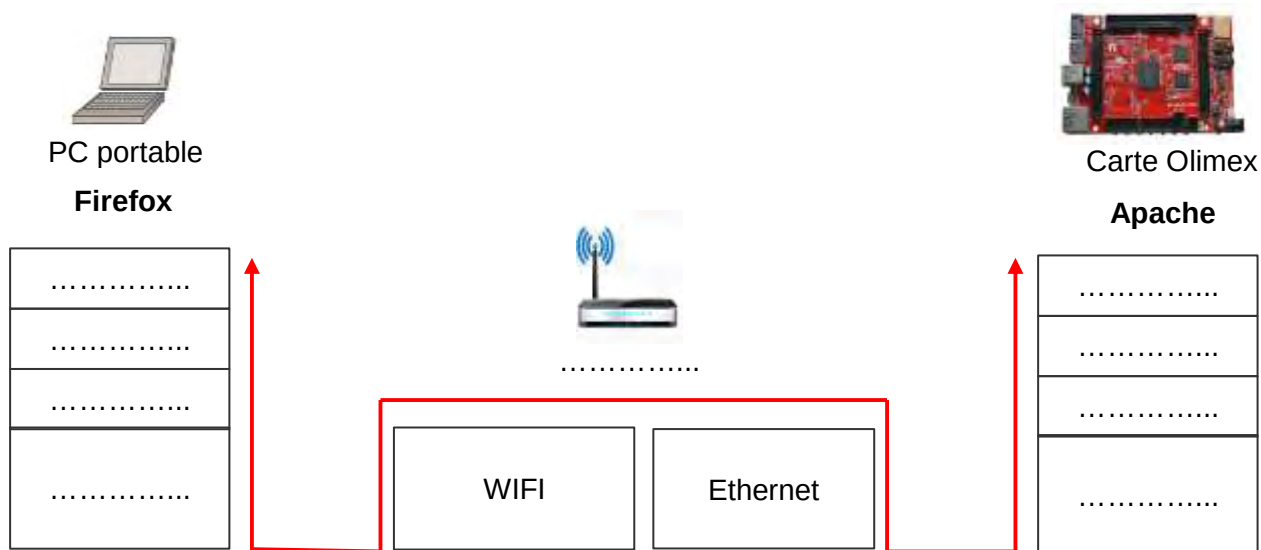 PC portable
Firefox
Carte Olimex
Apache
…………...
…………...
…………...
…………...
…………...
WIFI
Ethernet
…………...
…………...
…………...
…………...